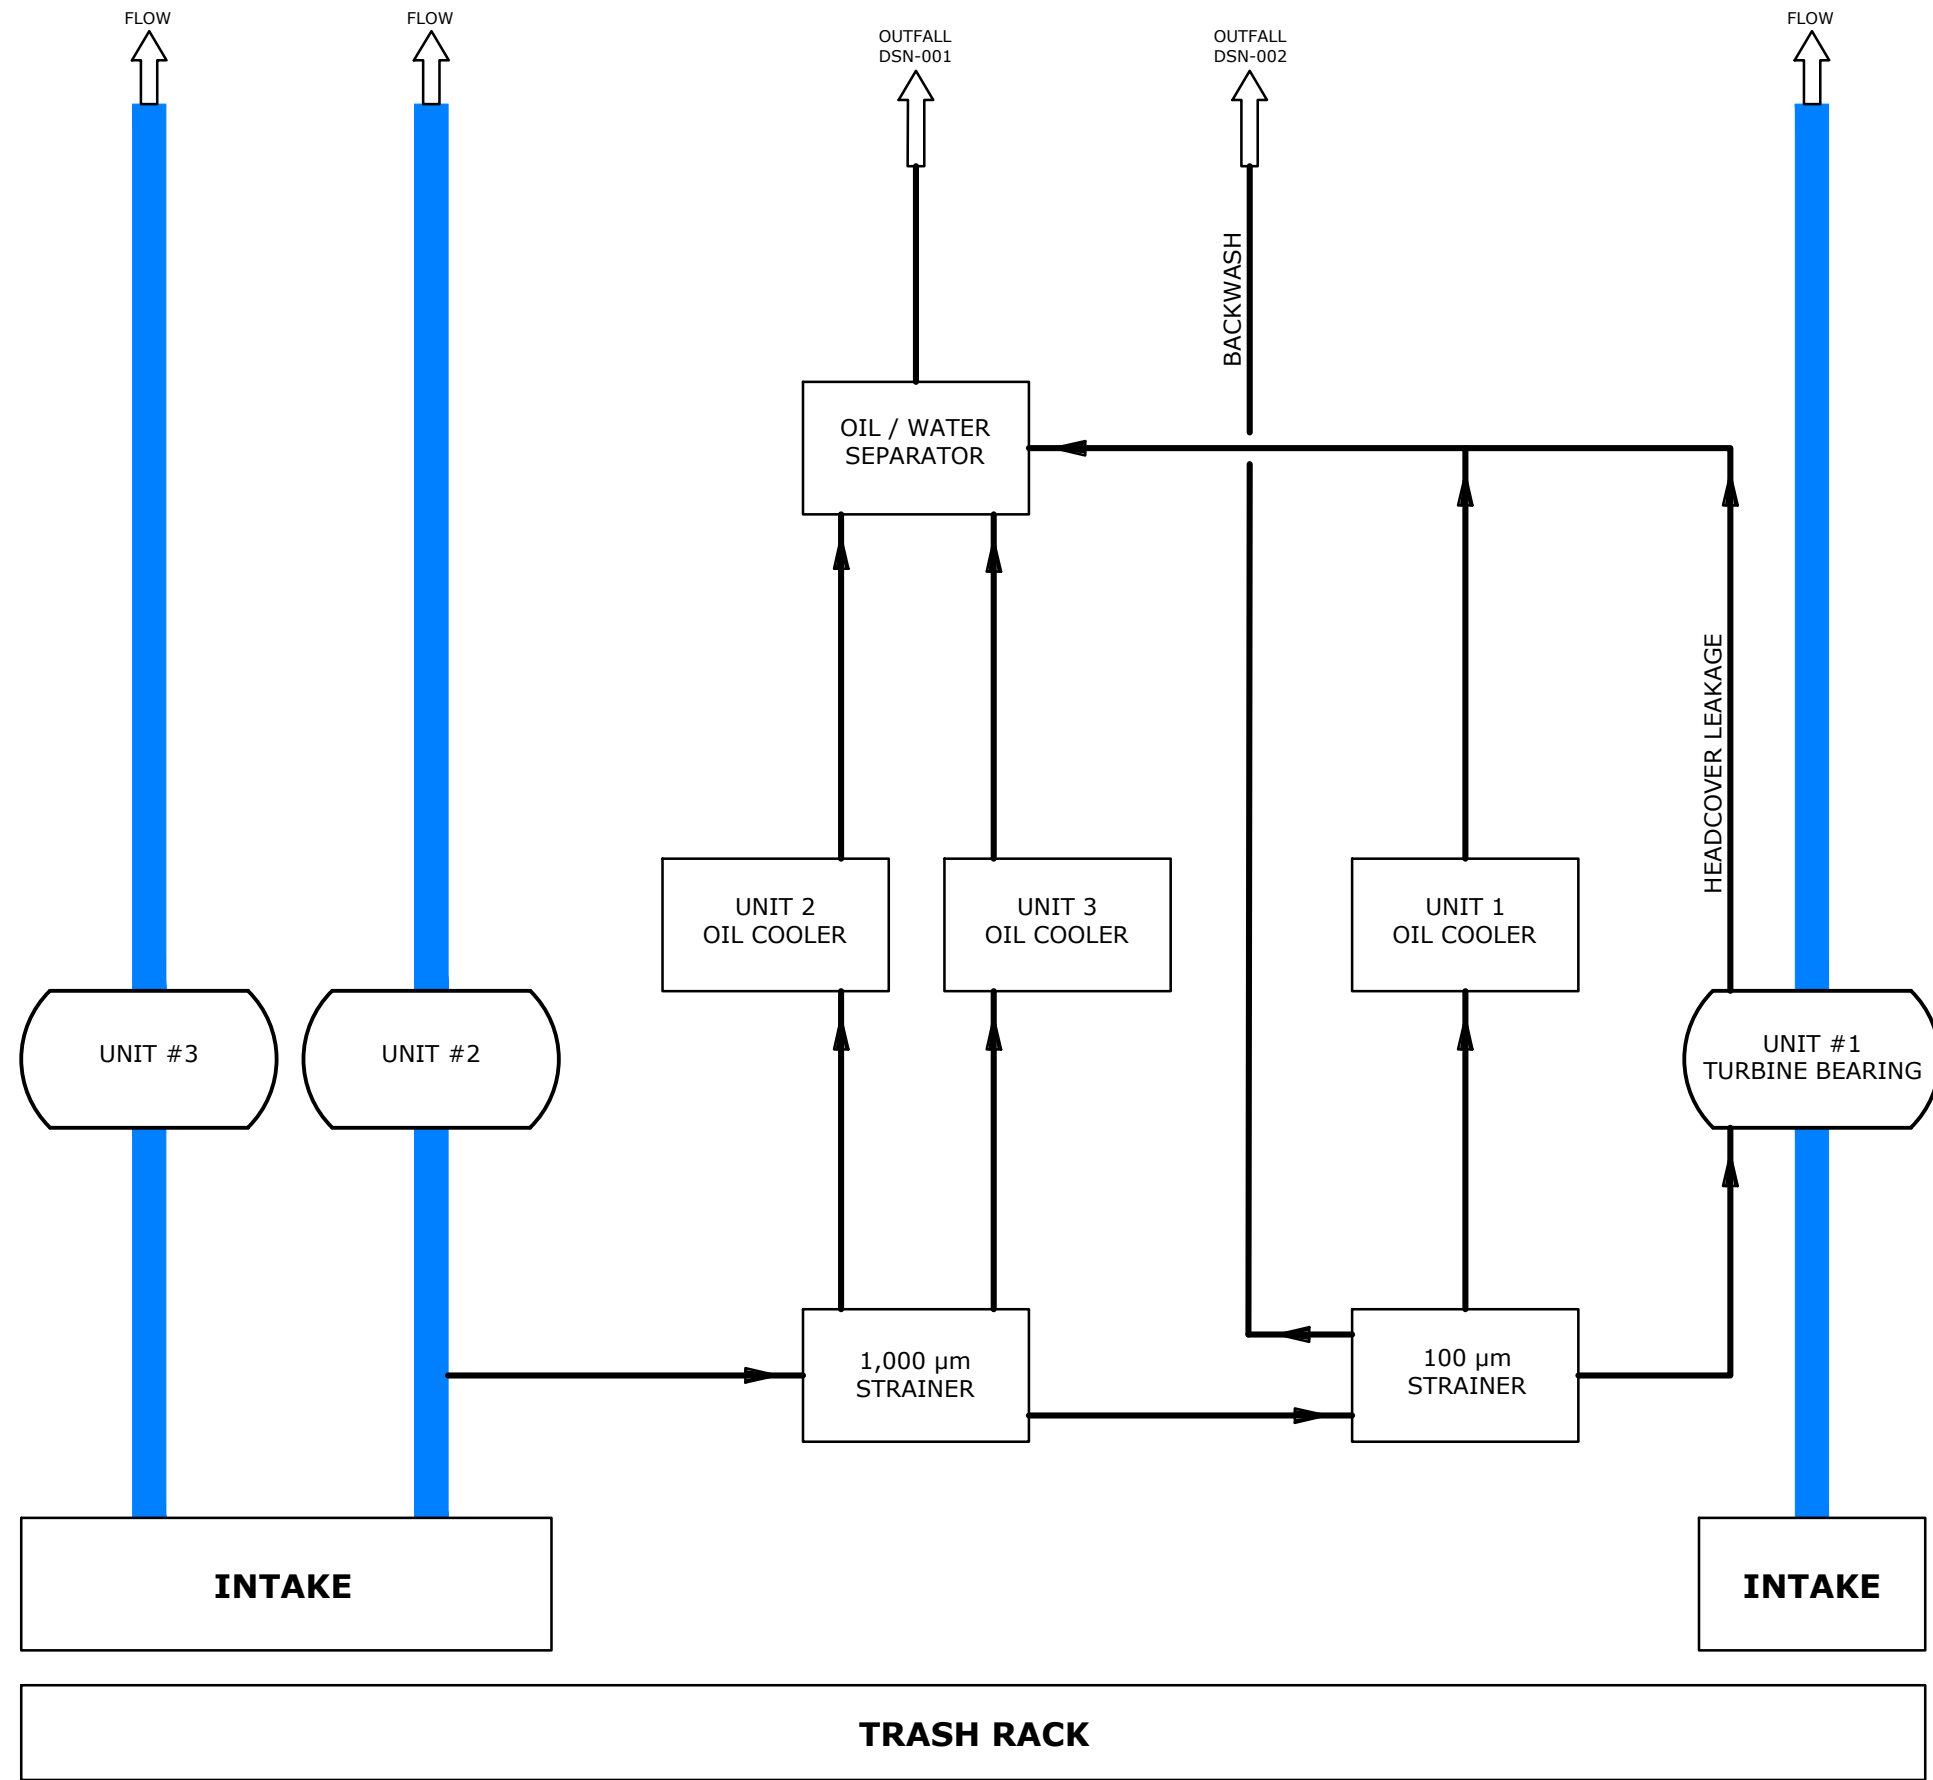 FLOW
FLOW
FLOW
OUTFALL
DSN-001
OUTFALL
DSN-002
BACKWASH
OIL / WATER
SEPARATOR
HEADCOVER LEAKAGE
UNIT 2
OIL COOLER
UNIT 3
OIL COOLER
UNIT 1
OIL COOLER
UNIT #3
UNIT #2
UNIT #1
TURBINE BEARING
1,000 µm
STRAINER
100 µm
STRAINER
INTAKE
INTAKE
TRASH RACK